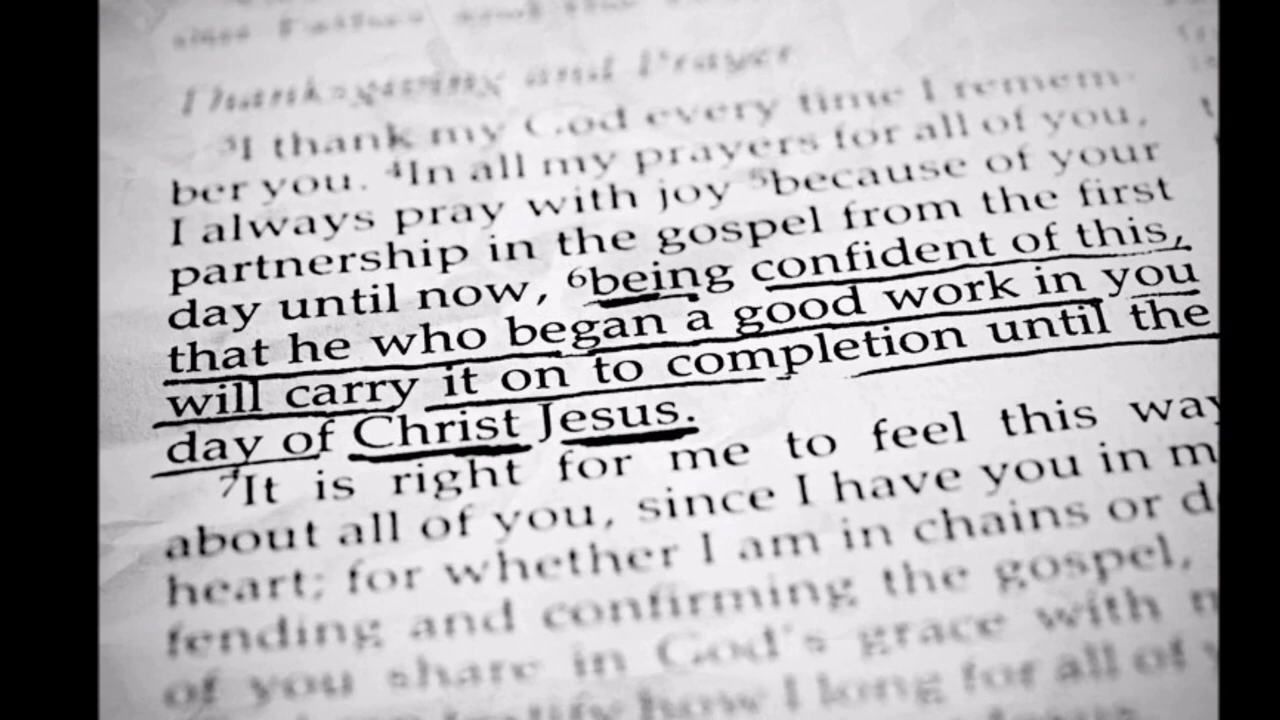 Thanksgiving and Prayer
³I thank my God every time I remem-
ber you. ⁴In all my prayers for all of you,
I always pray with joy ⁵because of your
partnership in the gospel from the first
day until now, ⁶being confident of this,
that he who began a good work in you
will carry it on to completion until the
day of Christ Jesus.
⁷It is right for me to feel this way
about all of you, since I have you in m
heart; for whether I am in chains or d
fending and confirming the gospel,
of you share in God's grace with m
how I long for all of